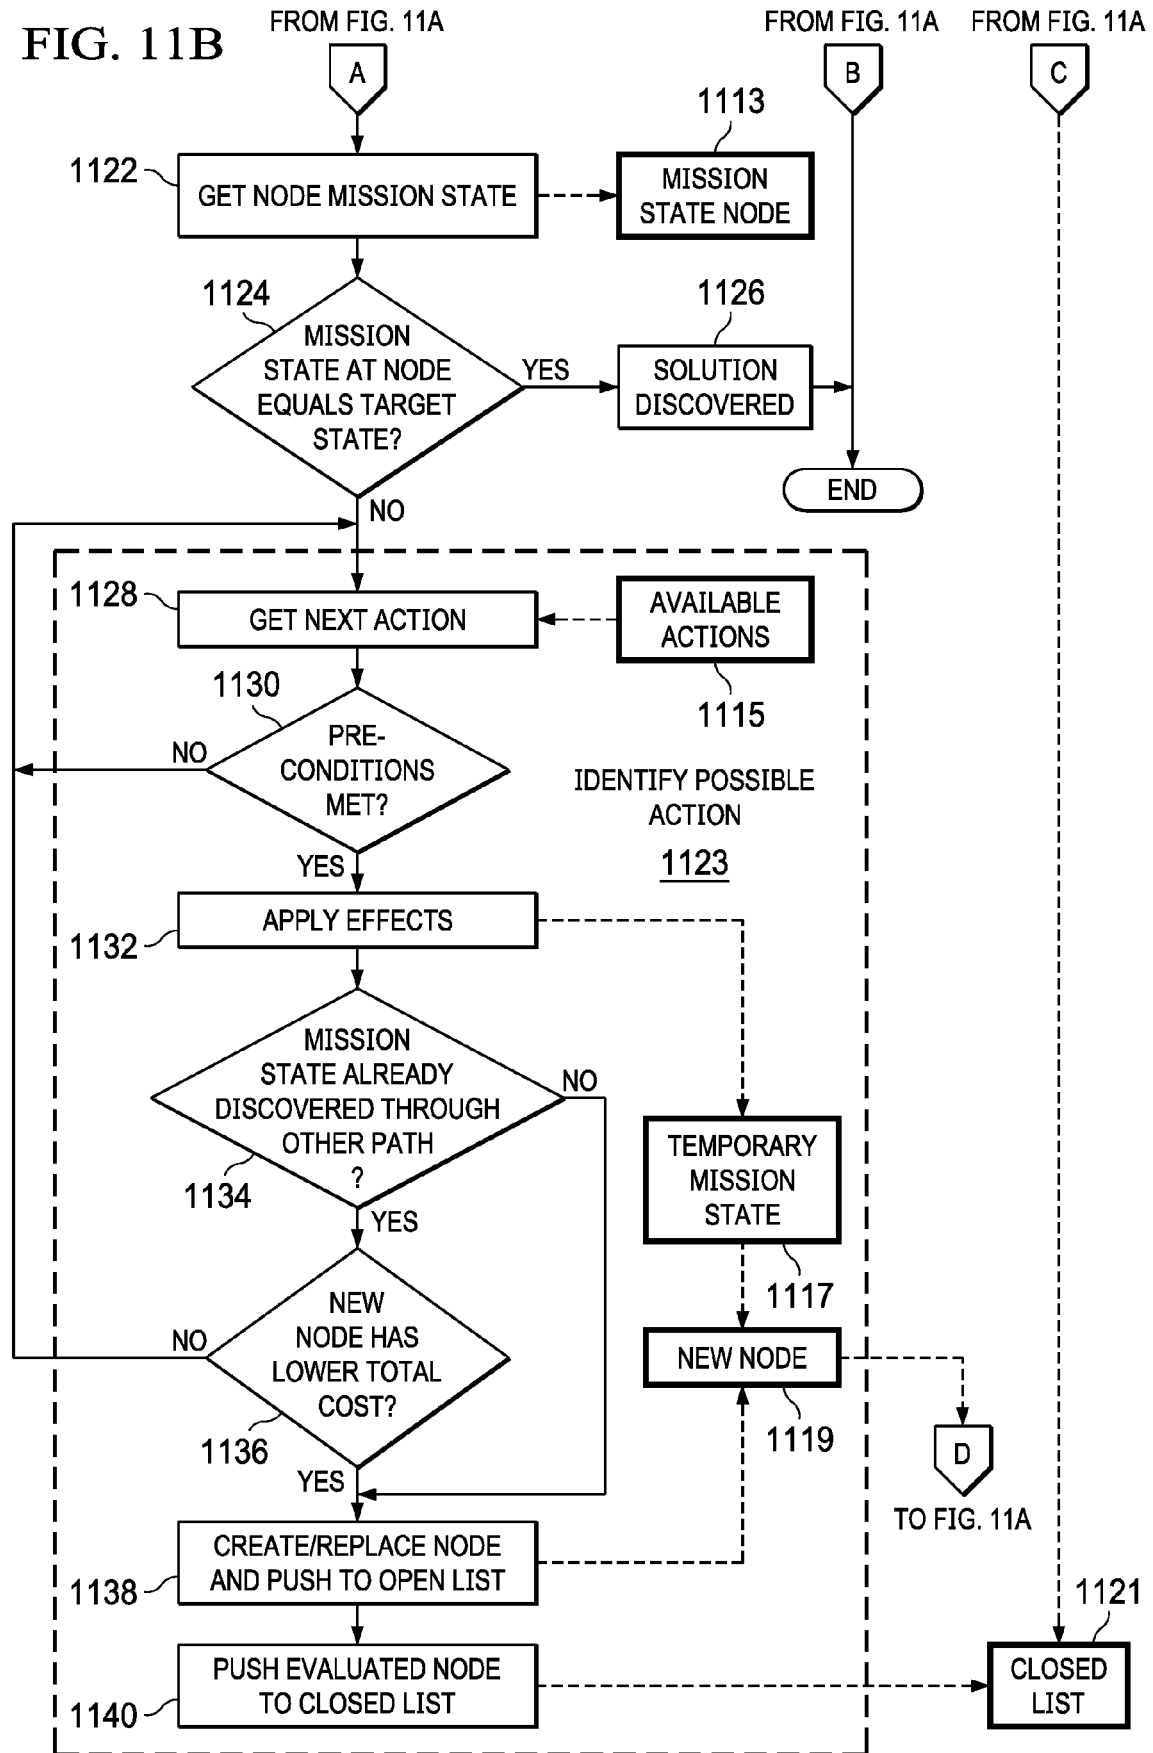 FIG. 11B
FROM FIG. 11A
FROM FIG. 11A
FROM FIG. 11A
A
B
C
1122
GET NODE MISSION STATE
1113
MISSION
STATE NODE
1124
MISSION
STATE AT NODE
EQUALS TARGET
STATE?
YES
1126
SOLUTION
DISCOVERED
END
NO
1128
GET NEXT ACTION
AVAILABLE
ACTIONS
1115
1130
PRE-
CONDITIONS
MET?
NO
YES
IDENTIFY POSSIBLE
ACTION
1123
1132
APPLY EFFECTS
MISSION
STATE ALREADY
DISCOVERED THROUGH
OTHER PATH
?
1134
NO
YES
TEMPORARY
MISSION
STATE
1117
NEW
NODE HAS
LOWER TOTAL
COST?
NO
1136
YES
NEW NODE
1119
D
TO FIG. 11A
1138
CREATE/REPLACE NODE
AND PUSH TO OPEN LIST
1140
PUSH EVALUATED NODE
TO CLOSED LIST
1121
CLOSED
LIST